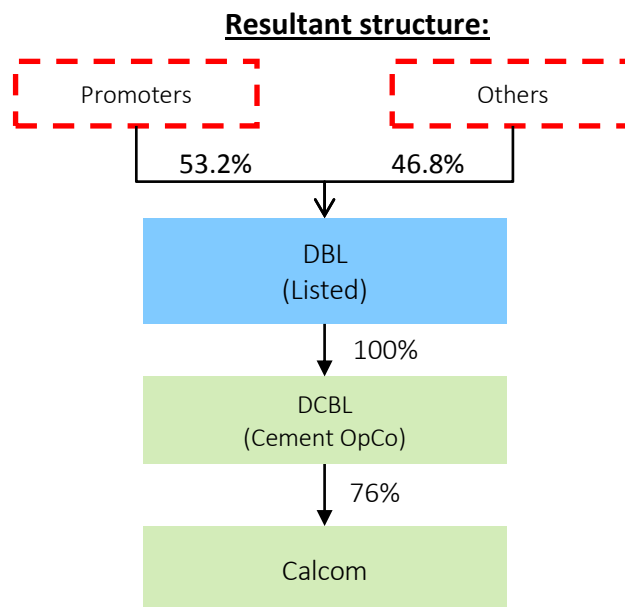 Resultant structure:
Promoters
Others
53.2%
46.8%
DBL
(Listed)
100%
DCBL
(Cement OpCo)
76%
Calcom